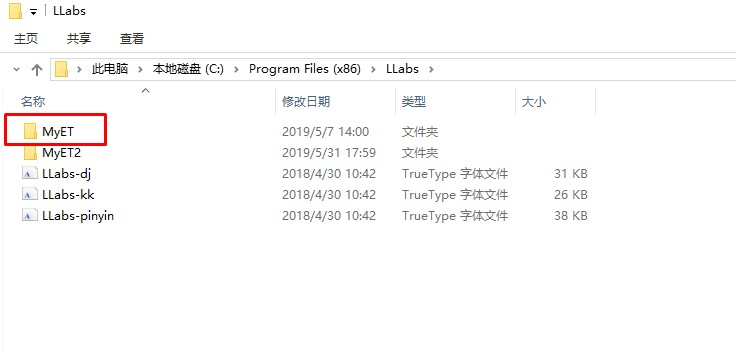 LLabs
主页 共享 查看
此电脑 本地磁盘 (C:) Program Files (x86) LLabs
名称 修改日期 类型 大小
MyET 2019/5/7 14:00 文件夹
MyET2 2019/5/31 17:59 文件夹
LLabs-dj 2018/4/30 10:42 TrueType 字体文件 31 KB
LLabs-kk 2018/4/30 10:42 TrueType 字体文件 26 KB
LLabs-pinyin 2018/4/30 10:42 TrueType 字体文件 38 KB